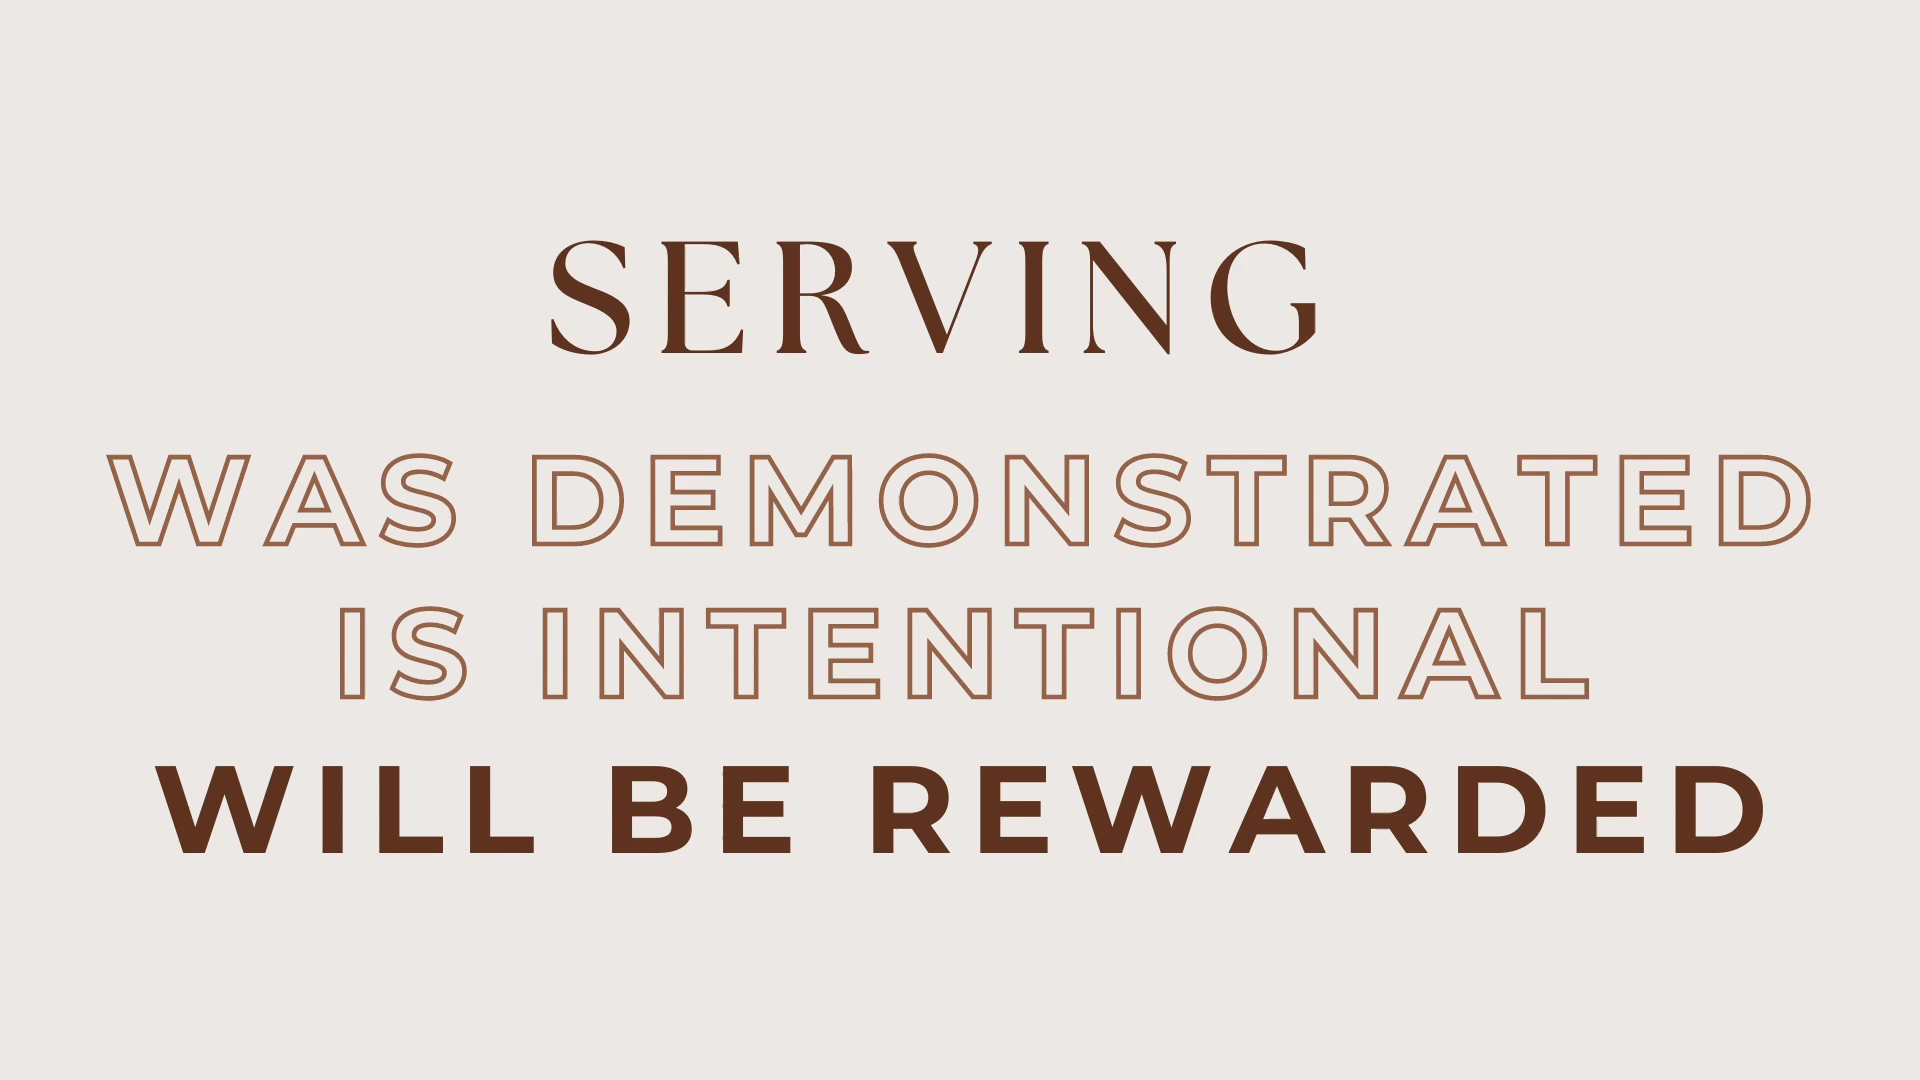 SERVING
WAS DEMONSTRATED
IS INTENTIONAL
WILL BE REWARDED